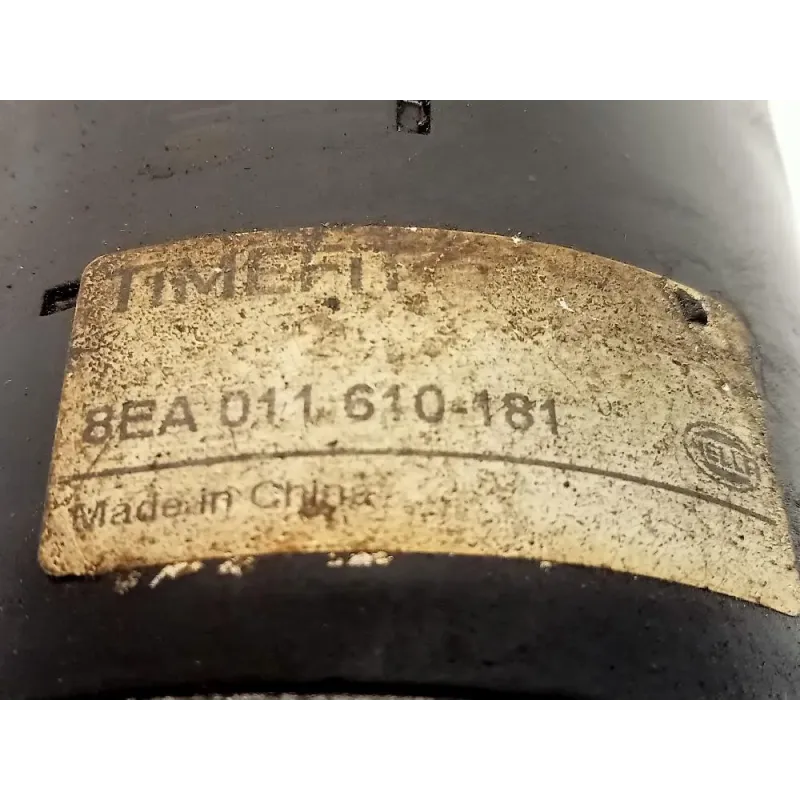 TIMEFIT
8EA 011 610-181
HELLA
Made in China